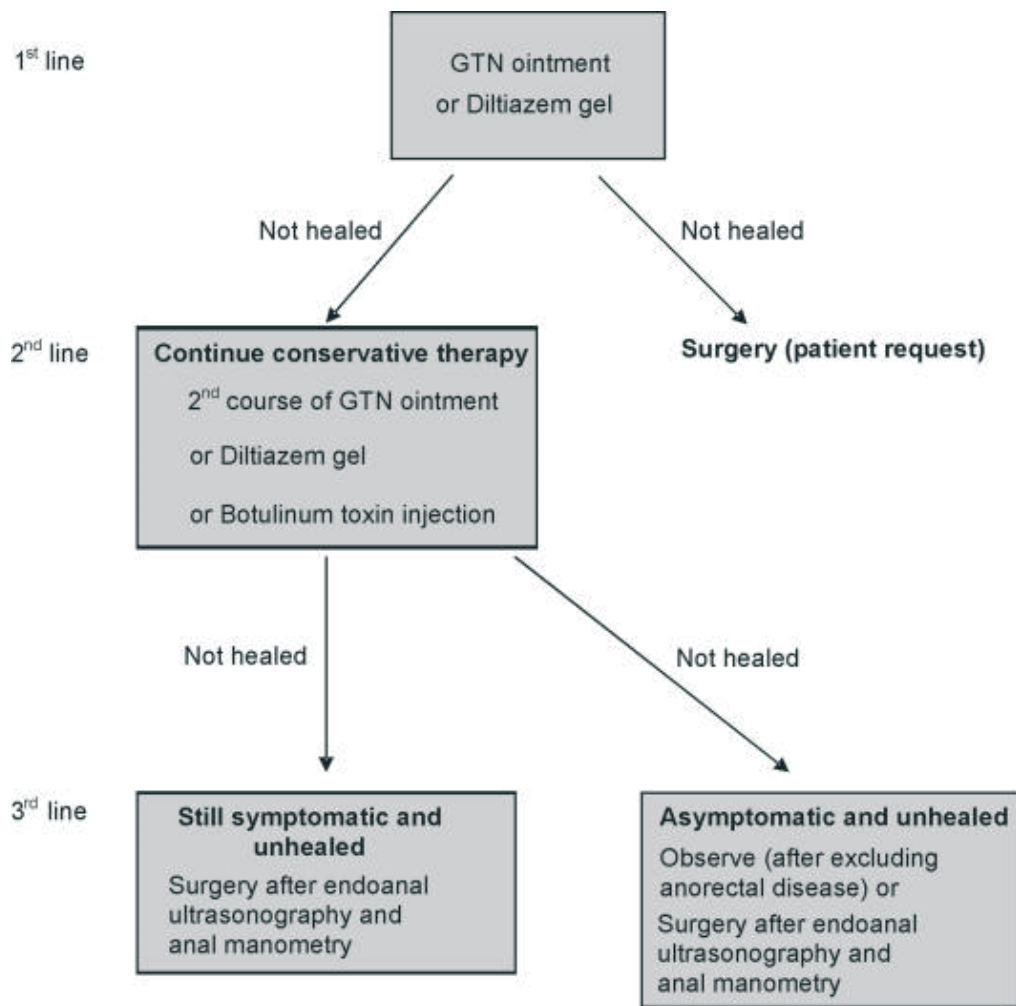 1st line
GTN ointment
or Diltiazem gel
Not healed
Not healed
2nd line
Continue conservative therapy
2nd course of GTN ointment
or Diltiazem gel
or Botulinum toxin injection
Surgery (patient request)
Not healed
Not healed
3rd line
Still symptomatic and
unhealed
Surgery after endoanal
ultrasonography and
anal manometry
Asymptomatic and unhealed
Observe (after excluding
anorectal disease) or
Surgery after endoanal
ultrasonography and
anal manometry